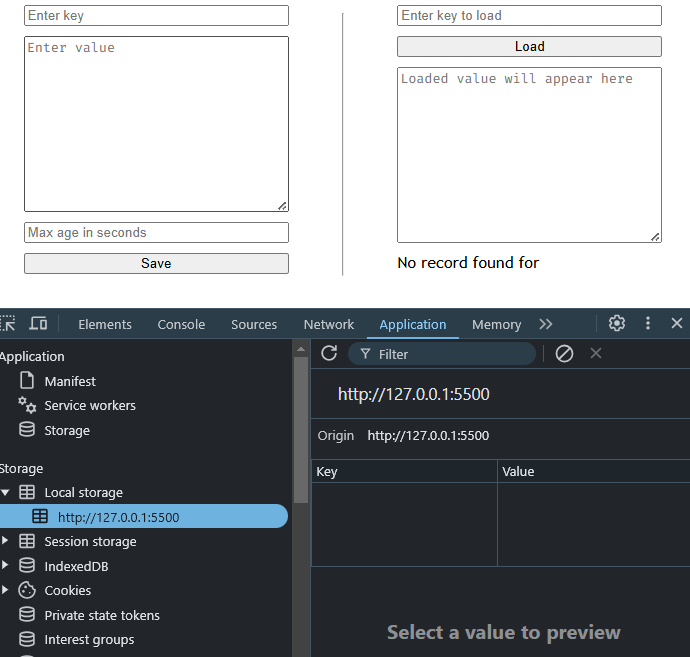 Enter key
Enter value
Max age in seconds
Save
Enter key to load
Load
Loaded value will appear here
No record found for
Elements Console Sources Network Application Memory
Application
Manifest
Service workers
Storage
Storage
Local storage
http://127.0.0.1:5500
Session storage
IndexedDB
Cookies
Private state tokens
Interest groups
Filter
http://127.0.0.1:5500
Origin http://127.0.0.1:5500
Key Value
Select a value to preview